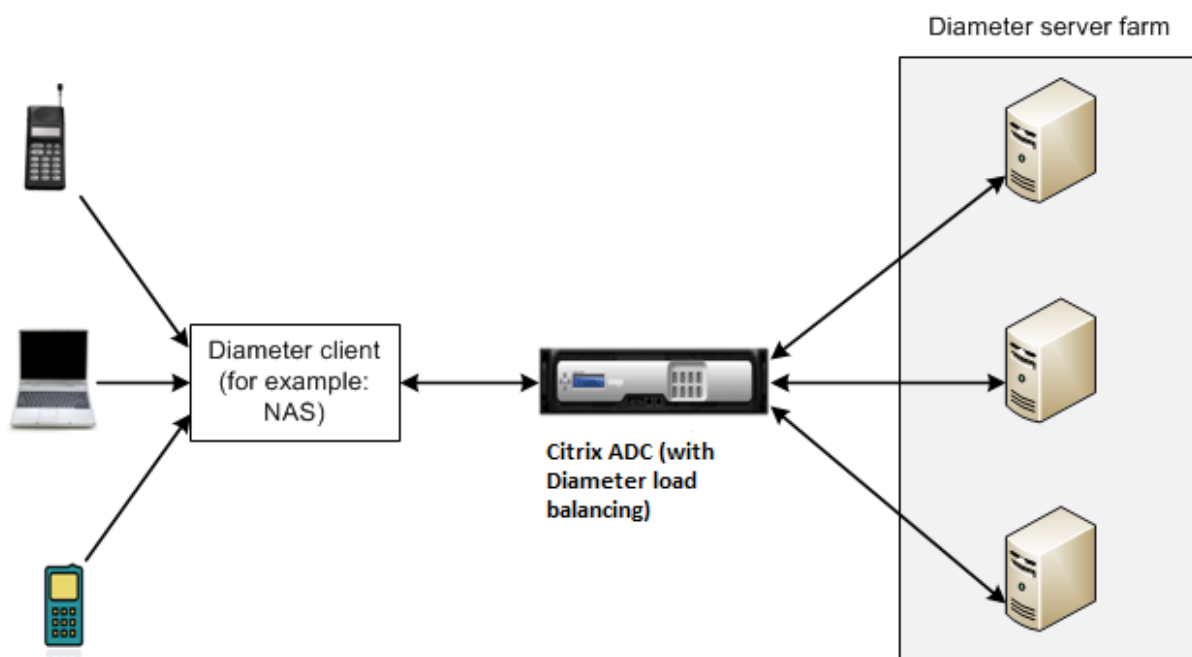 Diameter server farm
Diameter client
(for example:
NAS)
Citrix ADC (with
Diameter load
balancing)